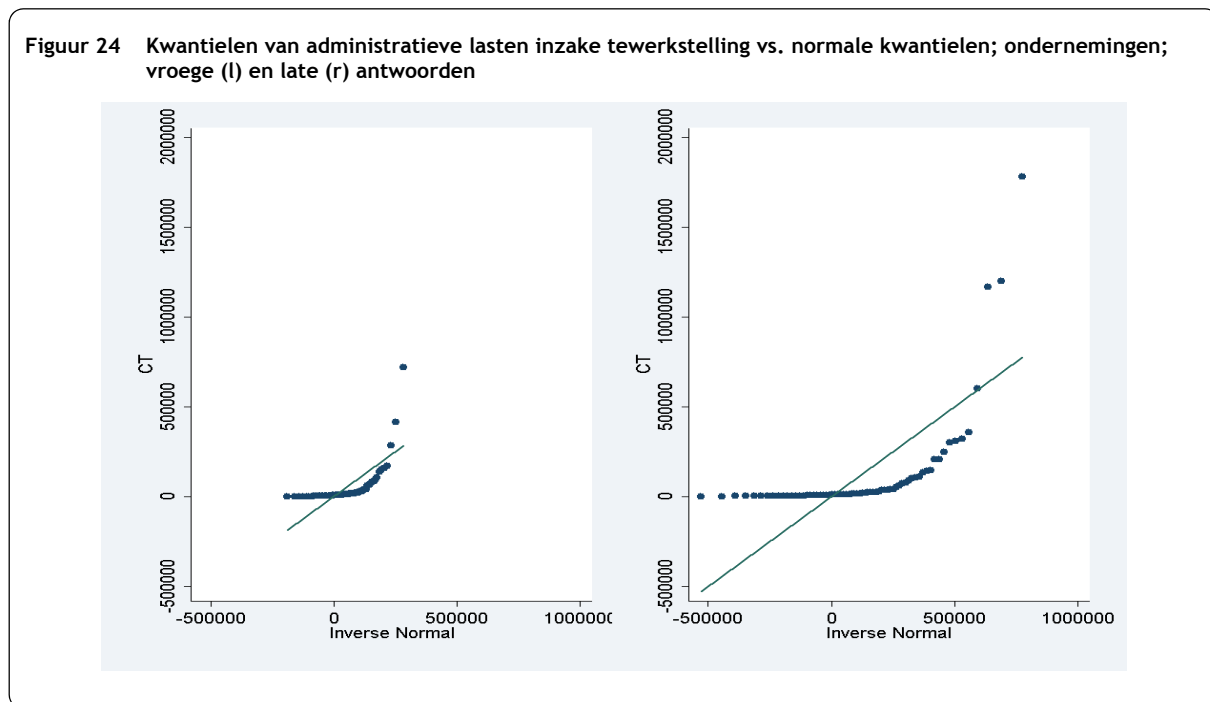 Figuur 24 Kwantielen van administratieve lasten inzake tewerkstelling vs. normale kwantielen; ondernemingen;
vroege (l) en late (r) antwoorden
CT
2000000
1500000
1000000
500000
0
-500000
-500000 0 500000 1000000
Inverse Normal
CT
2000000
1500000
1000000
500000
0
-500000
-500000 0 500000 1000000
Inverse Normal